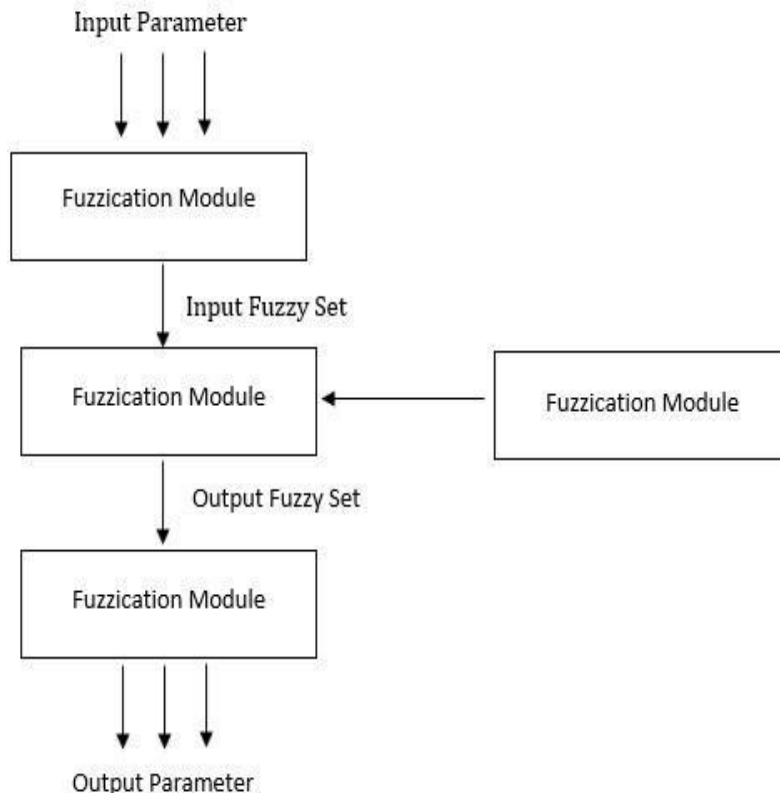 Input Parameter
Fuzzication Module
Input Fuzzy Set
Fuzzication Module
Fuzzication Module
Output Fuzzy Set
Fuzzication Module
Output Parameter